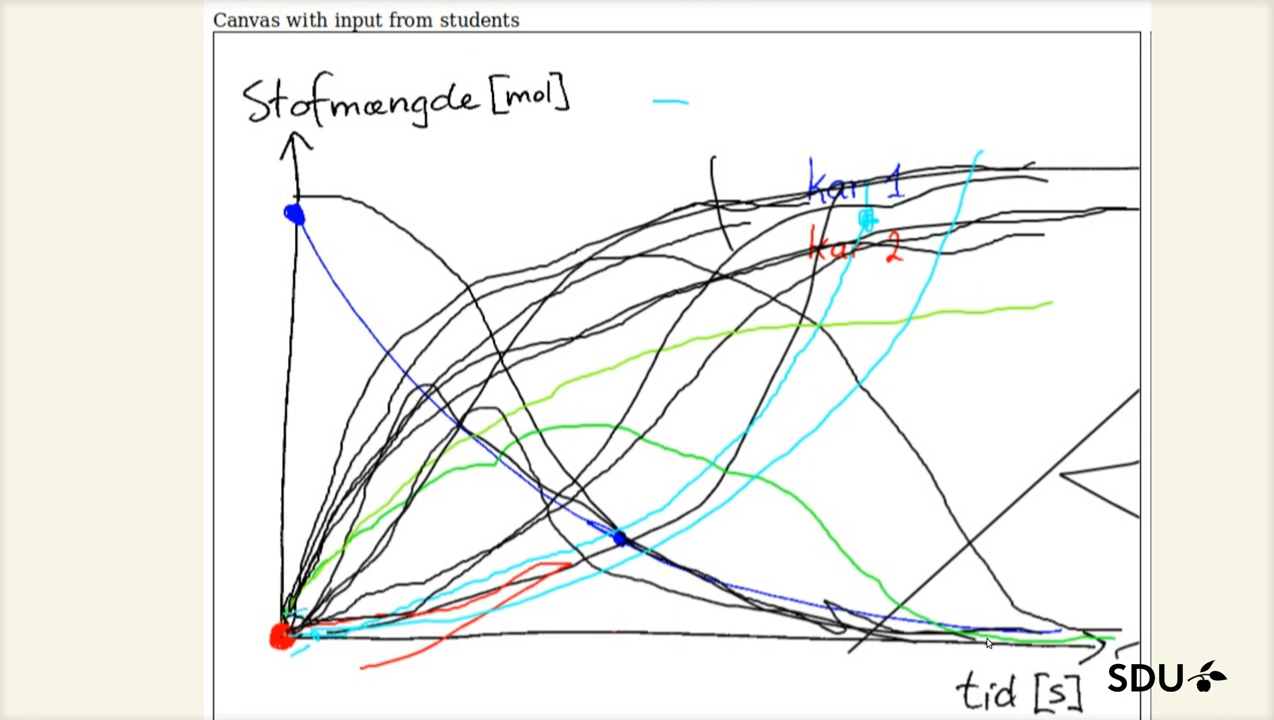 Canvas with input from students
Stofmængde [mol]
kar 1
kar 2
SDU
tid [s]